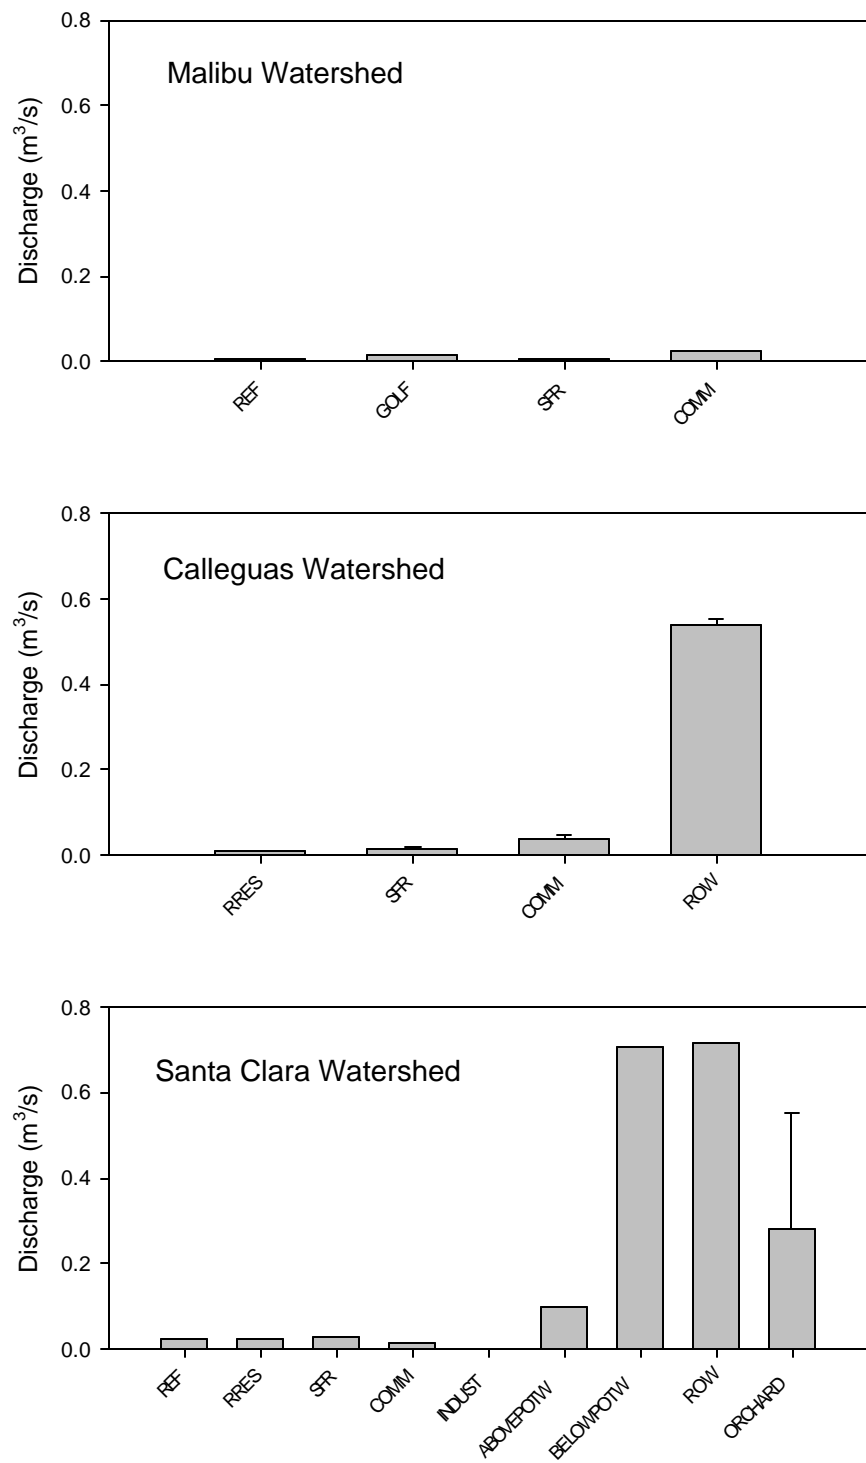 Malibu Watershed
Discharge (m³/s)
0.8
0.6
0.4
0.2
0.0
REF GOLF SFR COMM
Calleguas Watershed
Discharge (m³/s)
0.8
0.6
0.4
0.2
0.0
RRES SFR COMM ROW
Santa Clara Watershed
Discharge (m³/s)
0.8
0.6
0.4
0.2
0.0
REF RRES SFR COMM INDUST ABOVEPOTW BELOWPOTW ROW ORCHARD